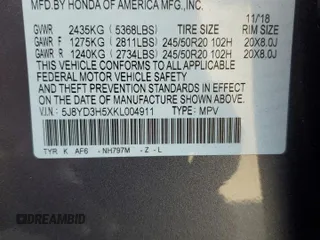 MFD.BY HONDA OF AMERICA MFG.,INC. 11/18
GVWR 2435KG (5368LBS) TIRE SIZE RIM SIZE
GAWR F 1275KG (2811LBS) 245/50R20 102H 20X8.0J
GAWR R 1240KG (2734LBS) 245/50R20 102H 20X8.0J
THIS VEHICLE CONFORMS TO ALL APPLICABLE
FEDERAL MOTOR VEHICLE SAFETY, BUMPER,
AND THEFT PREVENTION STANDARDS IN EFFECT
ON THE DATE OF MANUFACTURE SHOWN ABOVE.
V.I.N: 5J8YD3H5XKL004911 TYPE: MPV
TYR K AF6 -NH797M -Z -L
© DREAMBID